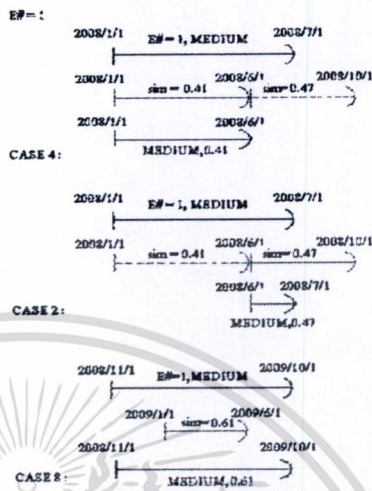 E#=1
2008/1/1 E#=1, MEDIUM 2008/7/1
2008/1/1 sim=0.41 2008/6/1 sim=0.47 2008/10/1
2008/1/1 2008/6/1
MEDIUM,0.41
CASE 4:
2008/1/1 E#=1, MEDIUM 2008/7/1
2008/1/1 sim=0.41 2008/6/1 sim=0.47 2008/10/1
2008/6/1 2008/7/1
MEDIUM,0.47
CASE 2:
2008/11/1 E#=1,MEDIUM 2009/10/1
2009/1/1 sim=0.61 2009/6/1
2008/11/1 2009/10/1
MEDIUM,0.61
CASE 8: